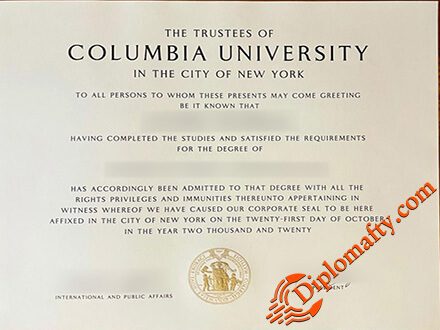 THE TRUSTEES OF
COLUMBIA UNIVERSITY
IN THE CITY OF NEW YORK
TO ALL PERSONS TO WHOM THESE PRESENTS MAY COME GREETING
BE IT KNOWN THAT
HAVING COMPLETED THE STUDIES AND SATISFIED THE REQUIREMENTS
FOR THE DEGREE OF
HAS ACCORDINGLY BEEN ADMITTED TO THAT DEGREE WITH ALL THE
RIGHTS PRIVILEGES AND IMMUNITIES THEREUNTO APPERTAINING IN
WITNESS WHEREOF WE HAVE CAUSED OUR CORPORATE SEAL TO BE HERE
AFFIXED IN THE CITY OF NEW YORK ON THE TWENTY-FIRST DAY OF OCTOBER
IN THE YEAR TWO THOUSAND AND TWENTY
INTERNATIONAL AND PUBLIC AFFAIRS
Diplomafty.com